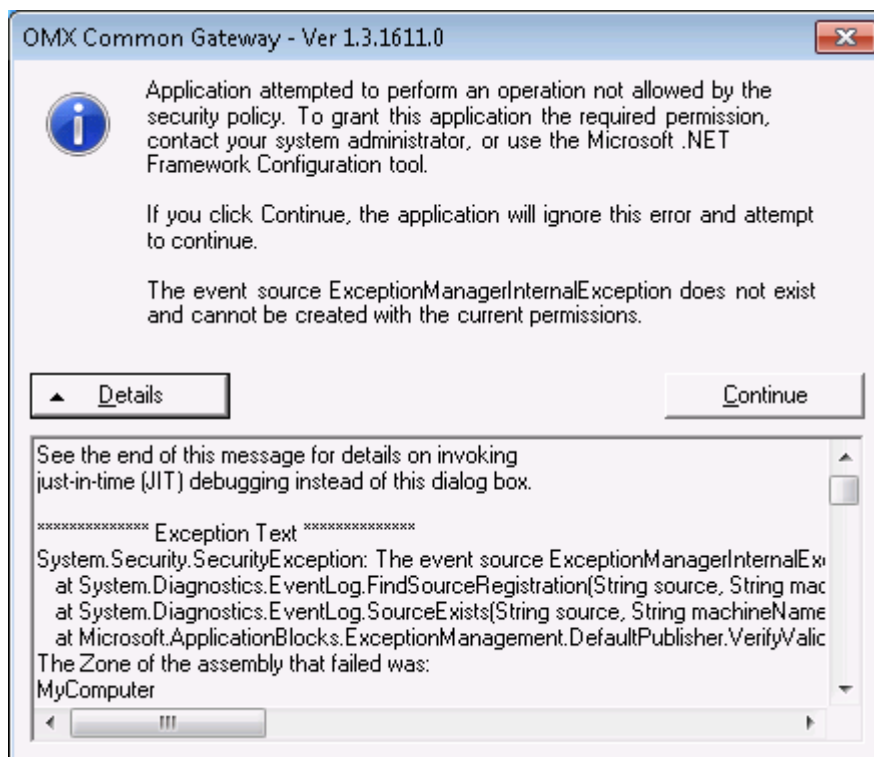 OMX Common Gateway - Ver 1.3.1611.0
Application attempted to perform an operation not allowed by the
security policy. To grant this application the required permission,
contact your system administrator, or use the Microsoft .NET
Framework Configuration tool.
If you click Continue, the application will ignore this error and attempt
to continue.
The event source ExceptionManagerInternalException does not exist
and cannot be created with the current permissions.
Details
Continue
See the end of this message for details on invoking
just-in-time (JIT) debugging instead of this dialog box.
************** Exception Text **************
System.Security.SecurityException: The event source ExceptionManagerInternalEx
at System.Diagnostics.EventLog.FindSourceRegistration(String source, String mac
at System.Diagnostics.EventLog.SourceExists(String source, String machineName
at Microsoft.ApplicationBlocks.ExceptionManagement.DefaultPublisher.VerifyValic
The Zone of the assembly that failed was:
MyComputer